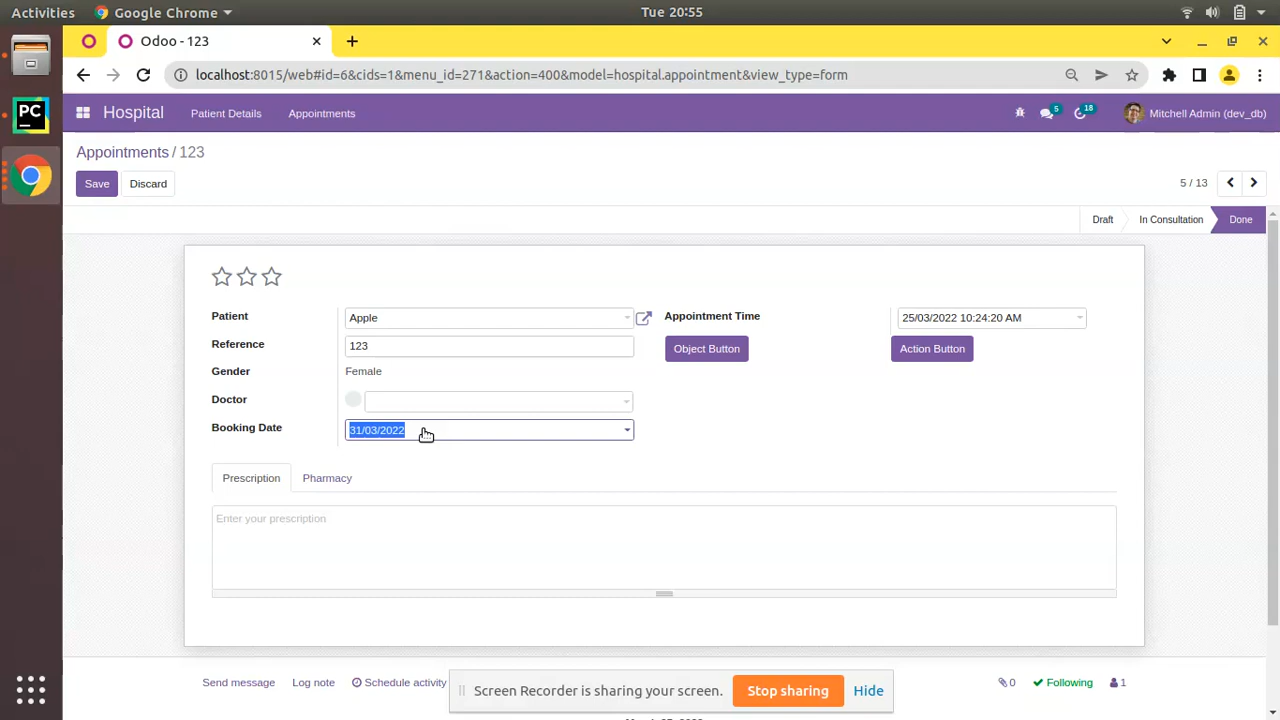 Activities Google Chrome Tue 20:55
Odoo - 123
localhost:8015/web#id=6&cids=1&menu_id=271&action=400&model=hospital.appointment&view_type=form
PC
Hospital Patient Details Appointments 5 18 Mitchell Admin (dev_db)
Appointments / 123
Save Discard 5 / 13
Draft In Consultation Done
Patient Apple Appointment Time 25/03/2022 10:24:20 AM
Reference 123 Object Button Action Button
Gender Female
Doctor
Booking Date 31/03/2022
Prescription Pharmacy
Enter your prescription
Send message Log note Schedule activity 0 Following 1
Screen Recorder is sharing your screen. Stop sharing Hide